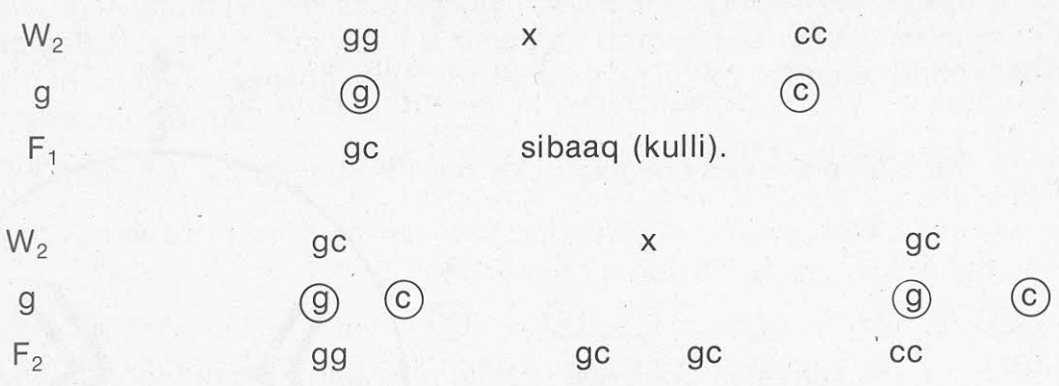 W₂ gg x cc
g ⓖ ⓒ
F₁ gc sibaaq (kulli).
W₂ gc x gc
g ⓖ ⓒ ⓖ ⓒ
F₂ gg gc gc cc